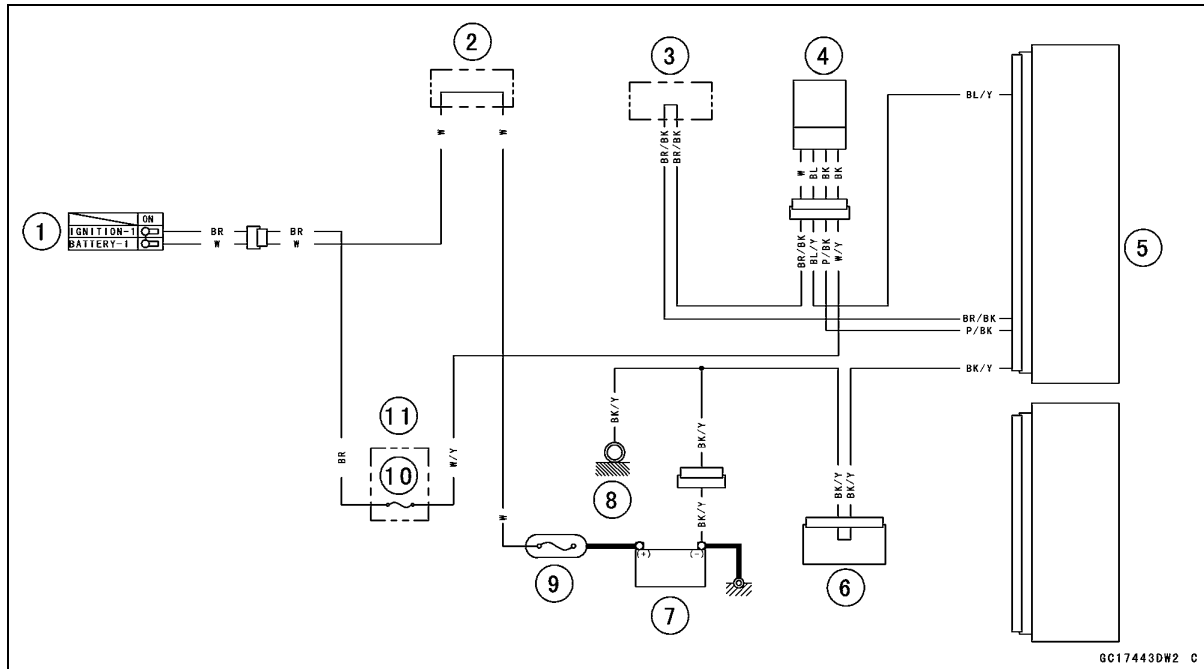 2
3
4
BL/Y
W
W
BR/BK
BR/BK
W
BL
BK
BK
1
ON
IGNITION-1
BATTERY-1
BR
W
BR
W
BR/BK
BL/Y
P/BK
W/Y
5
BR/BK
P/BK
BK/Y
11
BK/Y
BK/Y
BR
10
W/Y
8
BK/Y
BK/Y
BK/Y
W
(+)
(-)
9
7
6
GC17443DW2 C